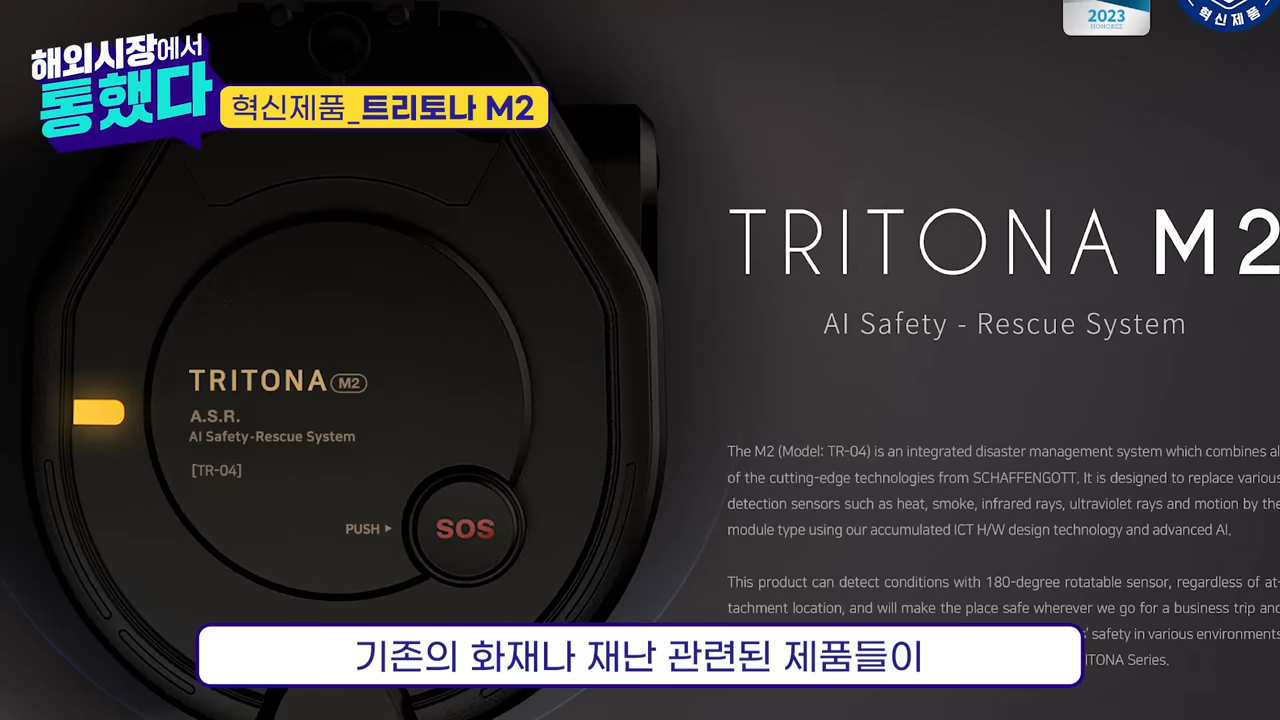 해외시장에서
통했다
혁신제품_트리토나 M2
2023
HONOREE
혁신제품
TRITONA M2
AI Safety - Rescue System
TRITONA M2
A.S.R.
AI Safety-Rescue System
[TR-04]
PUSH ▶
SOS
The M2 (Model: TR-04) is an integrated disaster management system which combines al
of the cutting-edge technologies from SCHAFFENGOTT. It is designed to replace various
detection sensors such as heat, smoke, infrared rays, ultraviolet rays and motion by the
module type using our accumulated ICT H/W design technology and advanced AI.
This product can detect conditions with 180-degree rotatable sensor, regardless of at-
tachment location, and will make the place safe wherever we go for a business trip and
safety in various environments
ITONA Series.
기존의 화재나 재난 관련된 제품들이